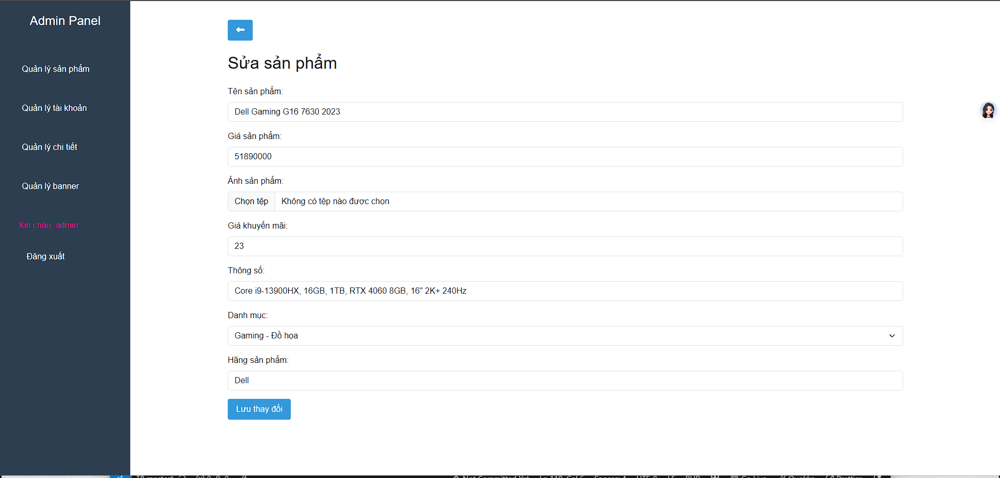 Admin Panel
Quản lý sản phẩm
Quản lý tài khoản
Quản lý chi tiết
Quản lý banner
Xin chào, admin
Đăng xuất
Sửa sản phẩm
Tên sản phẩm:
Dell Gaming G16 7630 2023
Giá sản phẩm:
51890000
Ảnh sản phẩm:
Chọn tệp Không có tệp nào được chọn
Giá khuyến mãi:
23
Thông số:
Core i9-13900HX, 16GB, 1TB, RTX 4060 8GB, 16" 2K+ 240Hz
Danh mục:
Gaming - Đồ họa
Hãng sản phẩm:
Dell
Lưu thay đổi